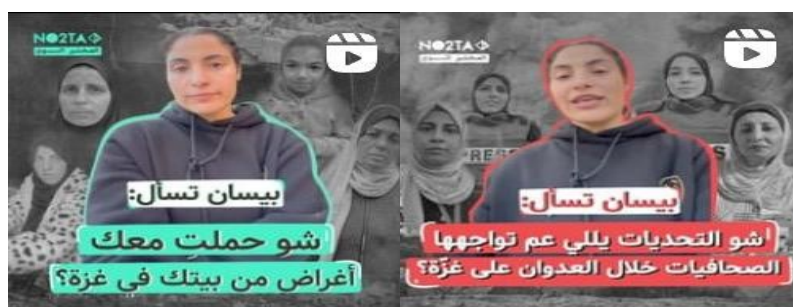 NO2TA
بيسان تسأل:
شو حملتِ معك
أغراض من بيتك في غزة؟
NO2TA
PRESS
S
بيسان تسأل:
شو التحديات يللي عم تواجهها
الصحافيات خلال العدوان على غزّة؟